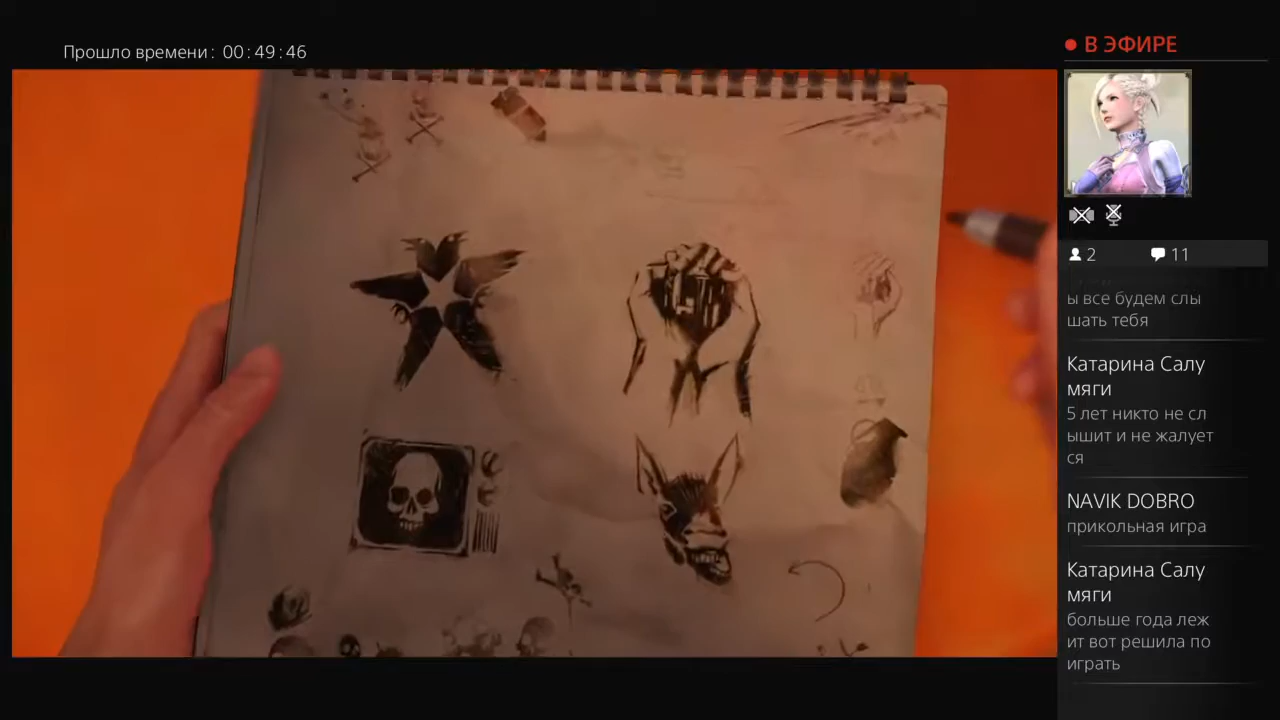 Прошло времени: 00:49:46
В ЭФИРЕ
2
11
ы все будем слы
шать тебя
Катарина Салу
мяги
5 лет никто не сл
ышит и не жалует
ся
NAVIK DOBRO
прикольная игра
Катарина Салу
мяги
больше года леж
ит вот решила по
играть